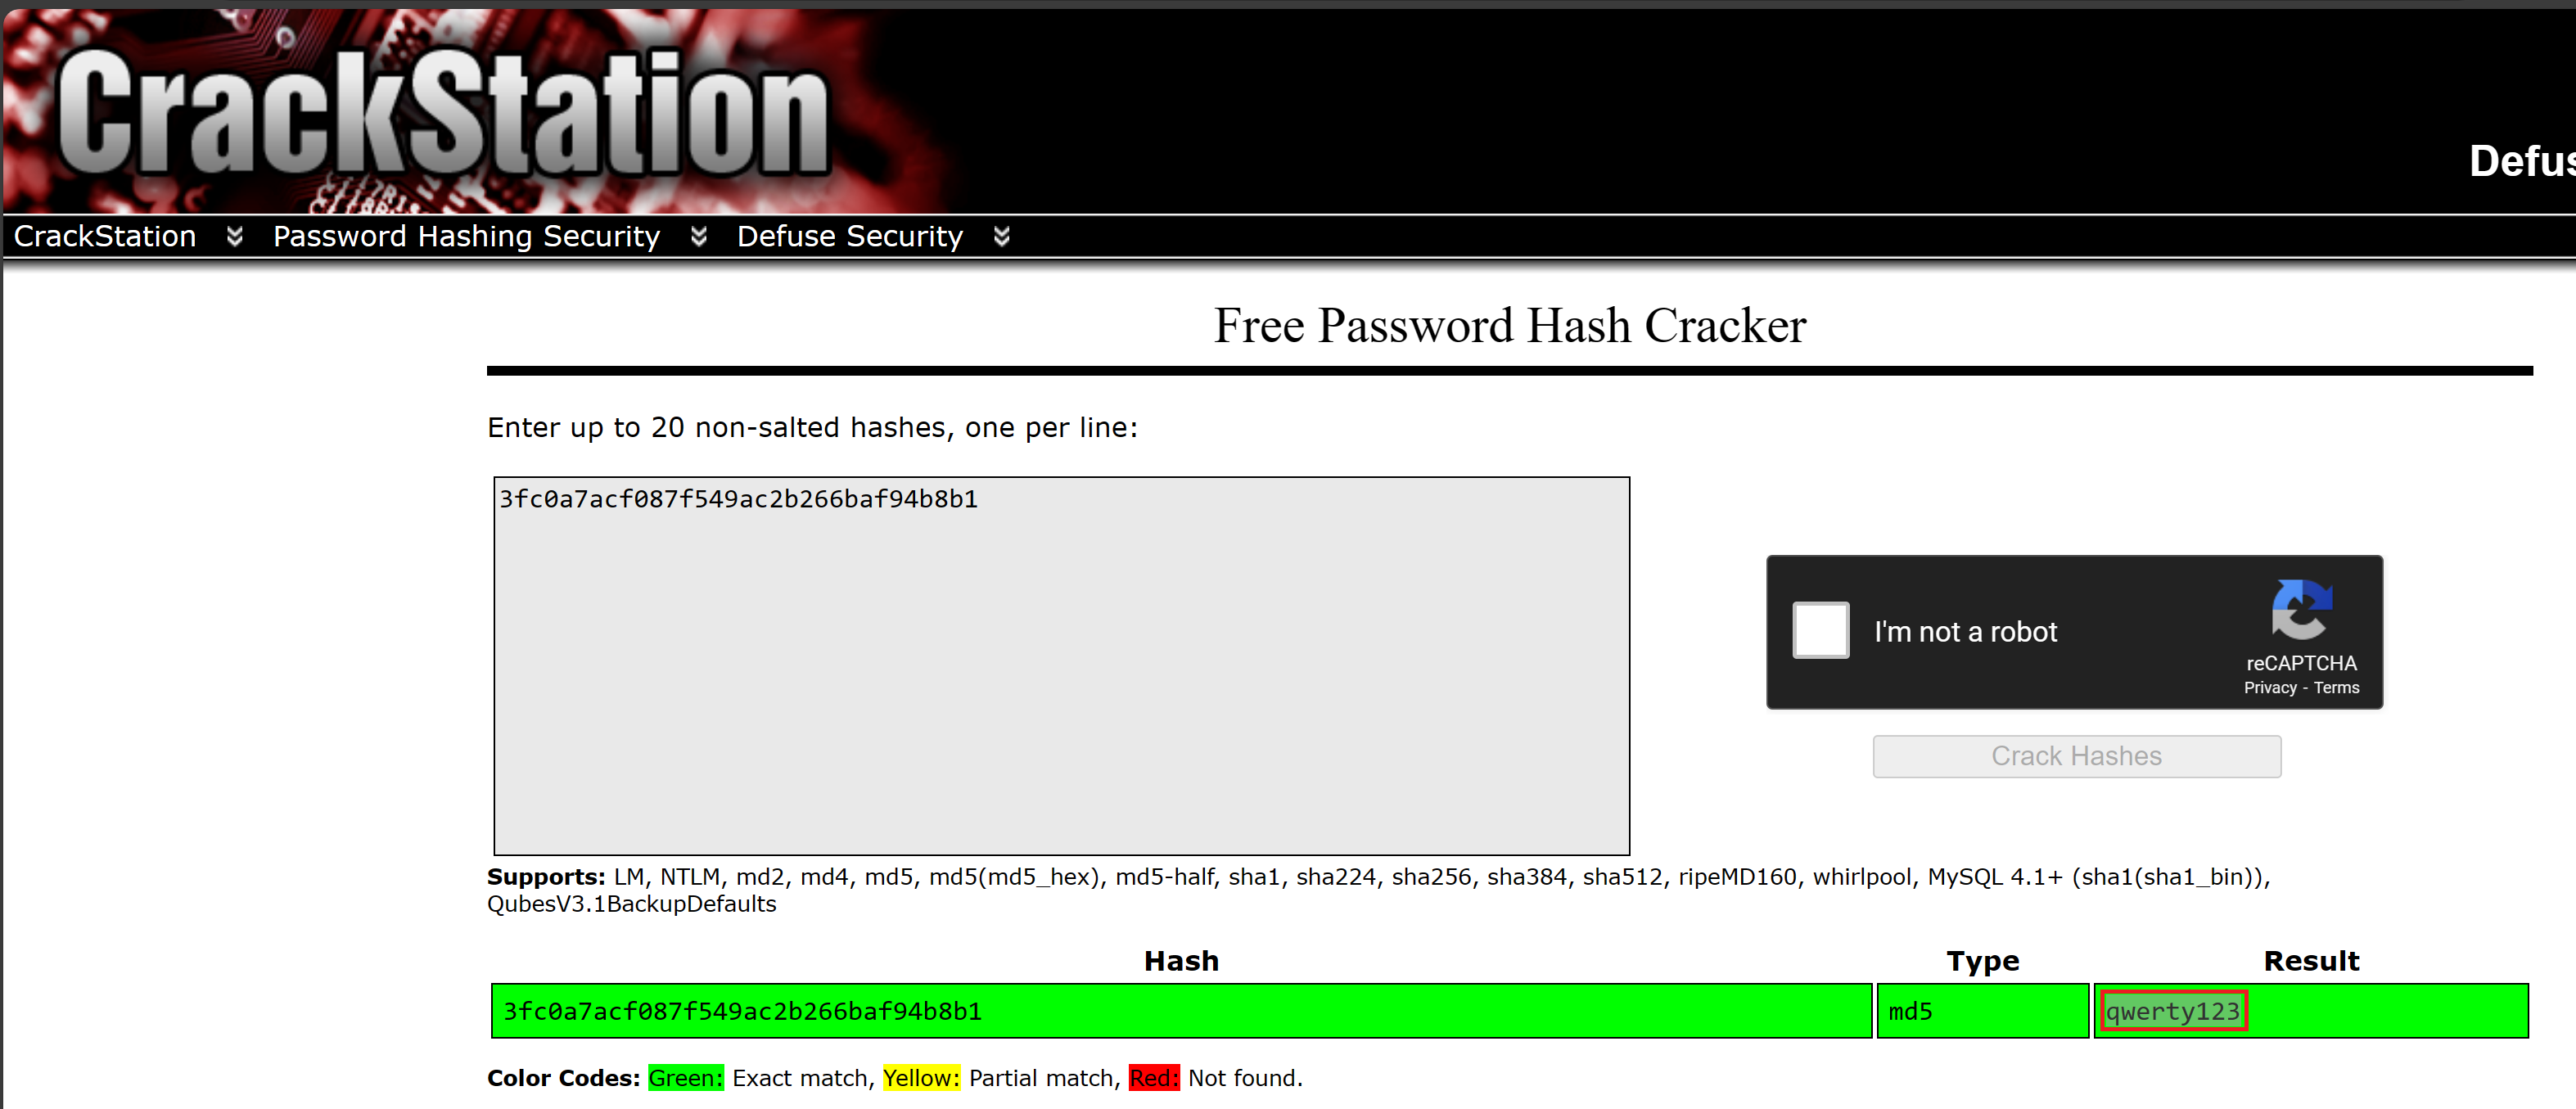 CrackStation
Defus
CrackStation Password Hashing Security Defuse Security
Free Password Hash Cracker
Enter up to 20 non-salted hashes, one per line:
3fc0a7acf087f549ac2b266baf94b8b1
I'm not a robot
reCAPTCHA
Privacy - Terms
Crack Hashes
Supports: LM, NTLM, md2, md4, md5, md5(md5_hex), md5-half, sha1, sha224, sha256, sha384, sha512, ripeMD160, whirlpool, MySQL 4.1+ (sha1(sha1_bin)),
QubesV3.1BackupDefaults
Hash Type Result
3fc0a7acf087f549ac2b266baf94b8b1 md5 qwerty123
Color Codes: Green: Exact match, Yellow: Partial match, Red: Not found.